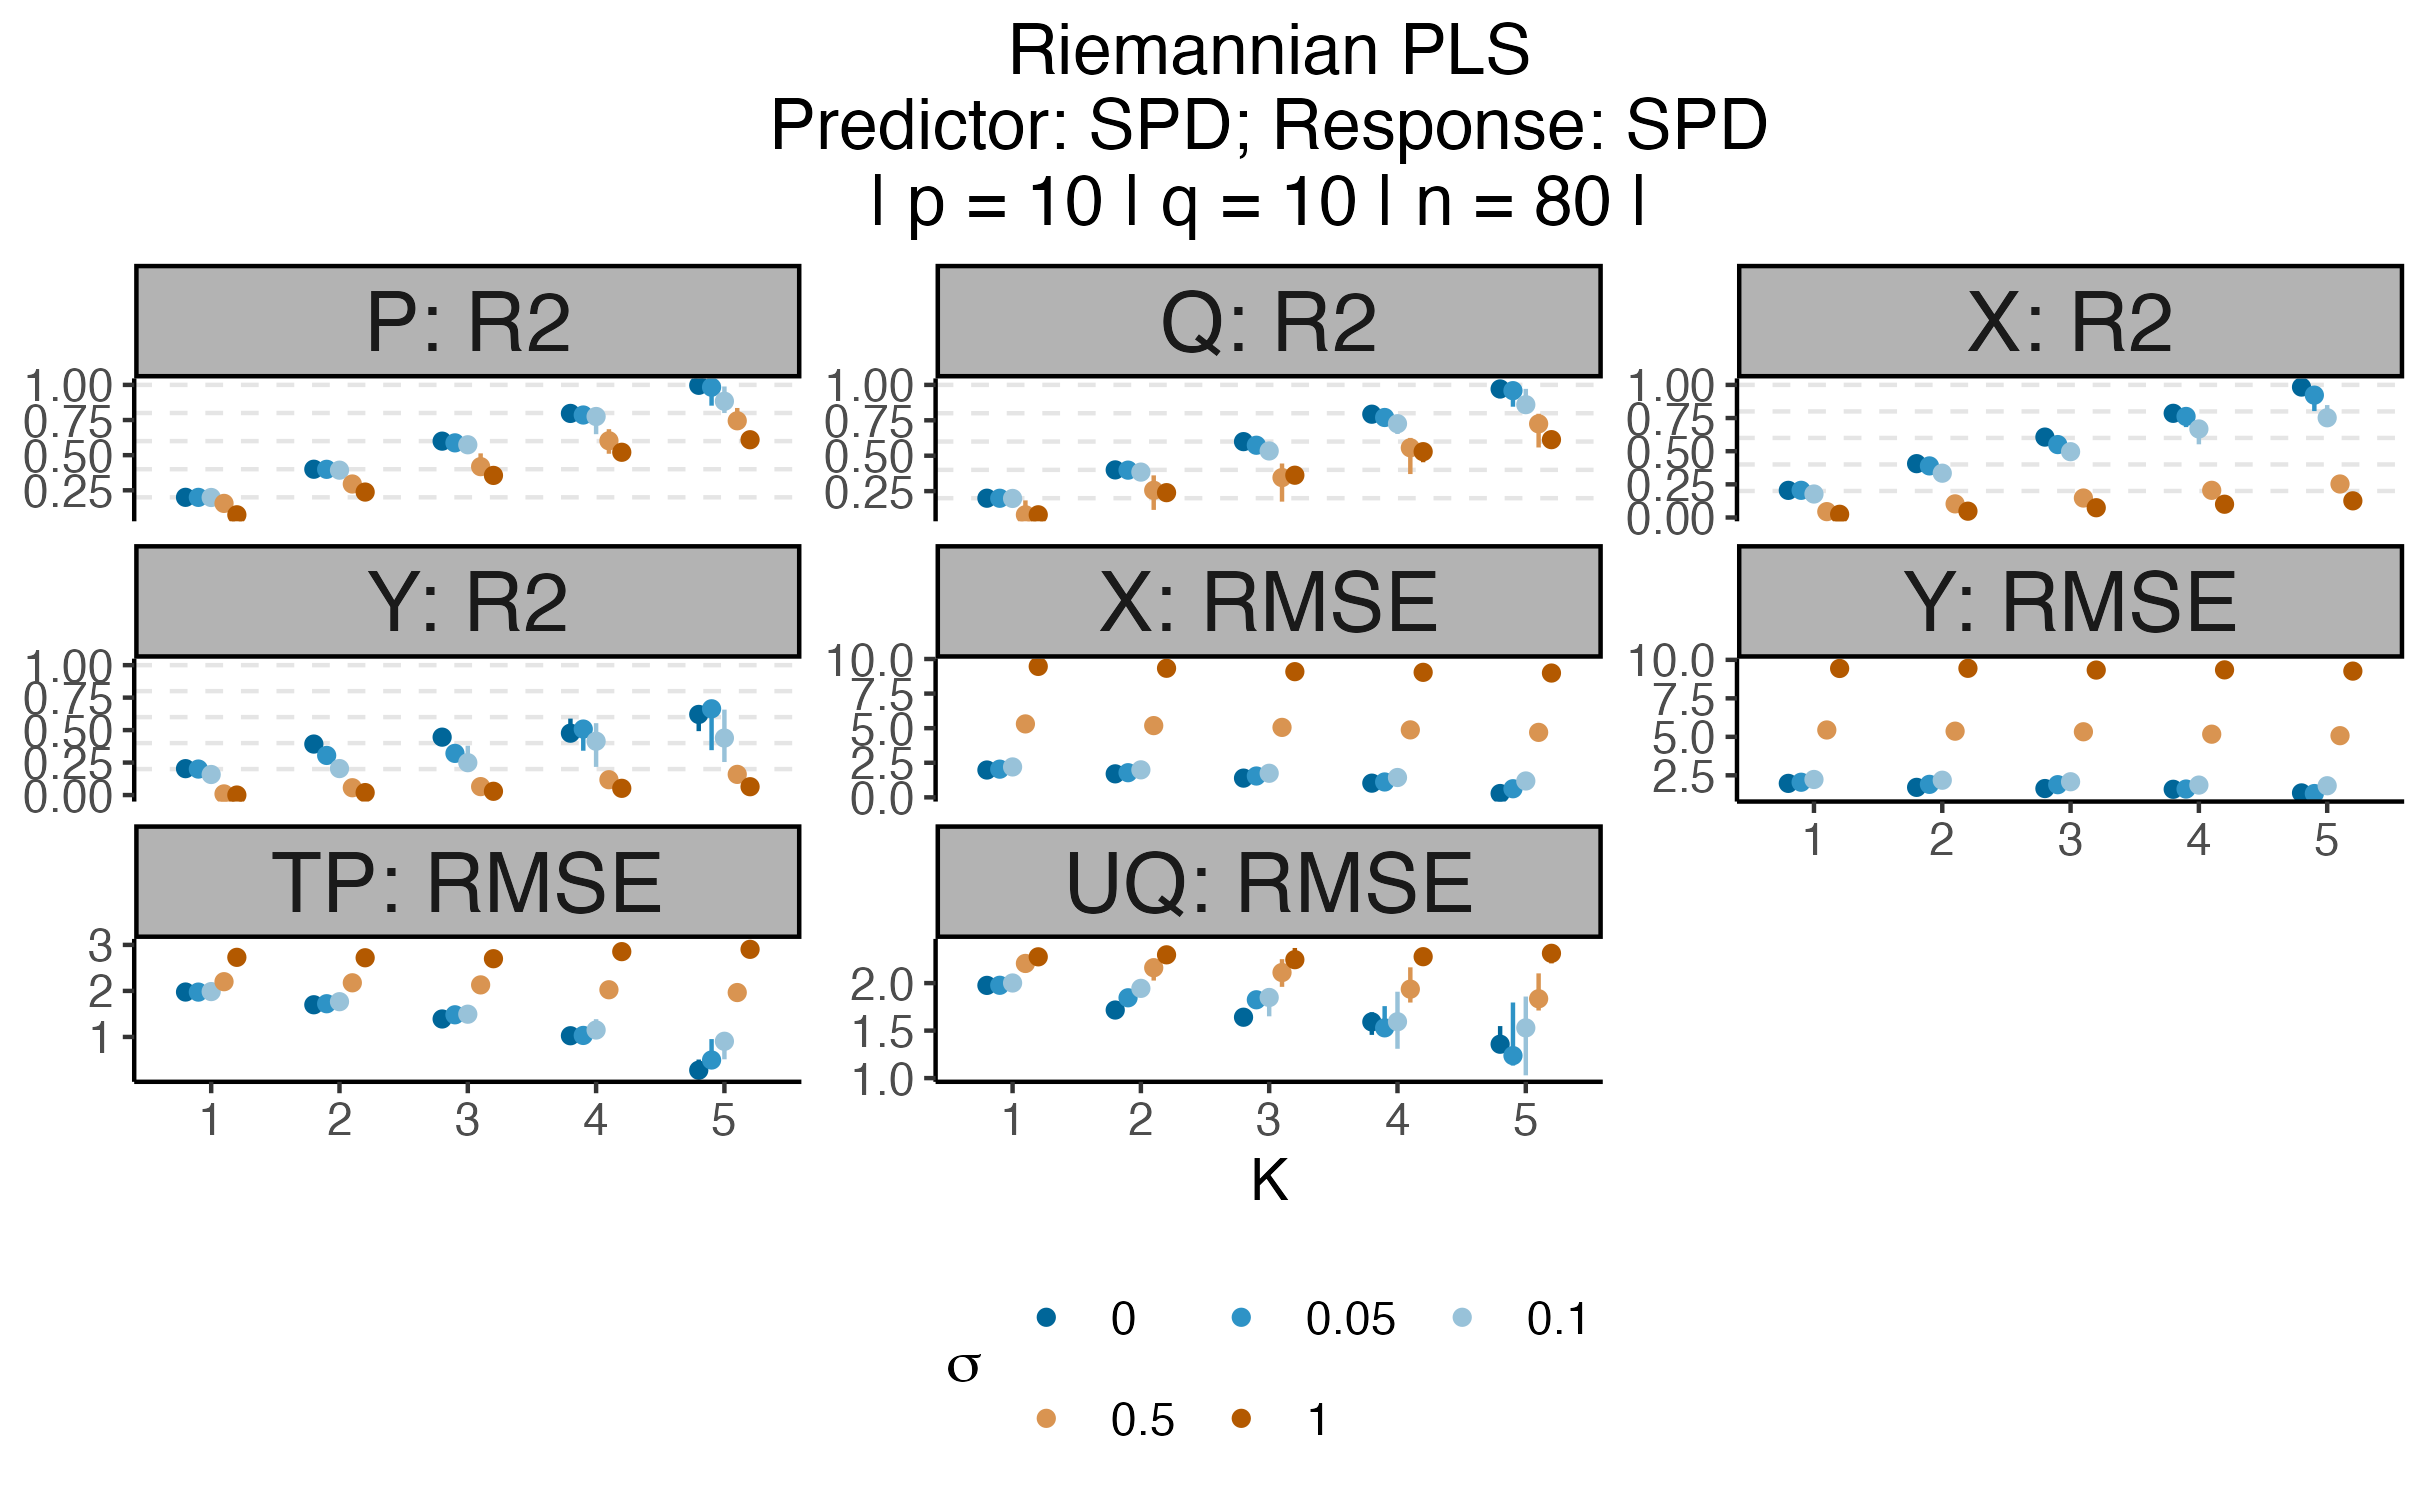 Riemannian PLS
Predictor: SPD; Response: SPD
| p = 10 | q = 10 | n = 80 |
P: R2
Q: R2
X: R2
1.00
0.75
0.50
0.25
1.00
0.75
0.50
0.25
1.00
0.75
0.50
0.25
0.00
Y: R2
X: RMSE
Y: RMSE
1.00
0.75
0.50
0.25
0.00
10.0
7.5
5.0
2.5
0.0
10.0
7.5
5.0
2.5
1 2 3 4 5
TP: RMSE
UQ: RMSE
3
2
1
2.0
1.5
1.0
1 2 3 4 5
1 2 3 4 5
K
σ
0 0.05 0.1
0.5 1